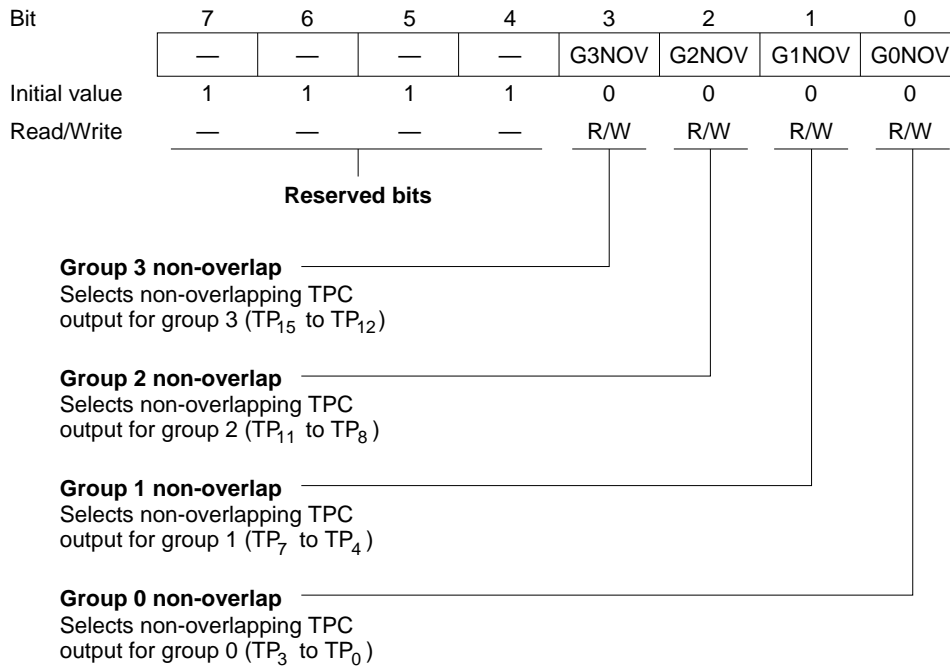 Bit 7 6 5 4 3 2 1 0
— — — — G3NOV G2NOV G1NOV G0NOV
Initial value 1 1 1 1 0 0 0 0
Read/Write — — — — R/W R/W R/W R/W
Reserved bits
Group 3 non-overlap
Selects non-overlapping TPC
output for group 3 (TP15 to TP12)
Group 2 non-overlap
Selects non-overlapping TPC
output for group 2 (TP11 to TP8)
Group 1 non-overlap
Selects non-overlapping TPC
output for group 1 (TP7 to TP4)
Group 0 non-overlap
Selects non-overlapping TPC
output for group 0 (TP3 to TP0)